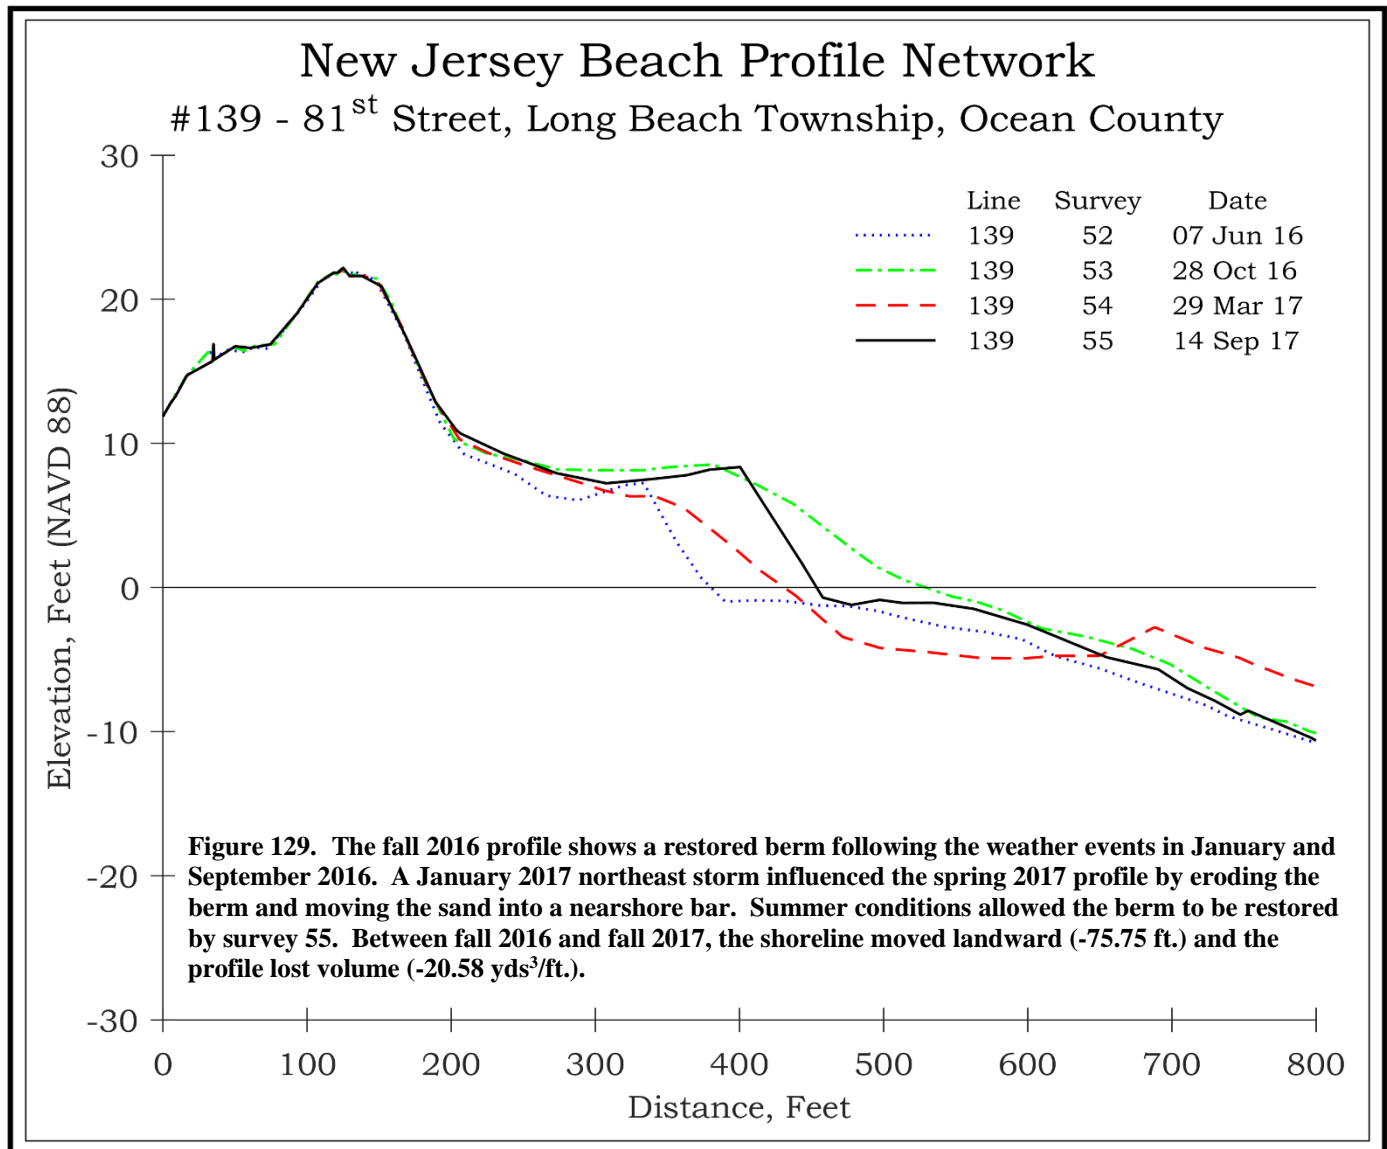 New Jersey Beach Profile Network
#139 - 81st Street, Long Beach Township, Ocean County
Line Survey Date
139 52 07 Jun 16
139 53 28 Oct 16
139 54 29 Mar 17
139 55 14 Sep 17
Elevation, Feet (NAVD 88)
30
20
10
0
-10
-20
-30
Figure 129. The fall 2016 profile shows a restored berm following the weather events in January and
September 2016. A January 2017 northeast storm influenced the spring 2017 profile by eroding the
berm and moving the sand into a nearshore bar. Summer conditions allowed the berm to be restored
by survey 55. Between fall 2016 and fall 2017, the shoreline moved landward (-75.75 ft.) and the
profile lost volume (-20.58 yds³/ft.).
0 100 200 300 400 500 600 700 800
Distance, Feet